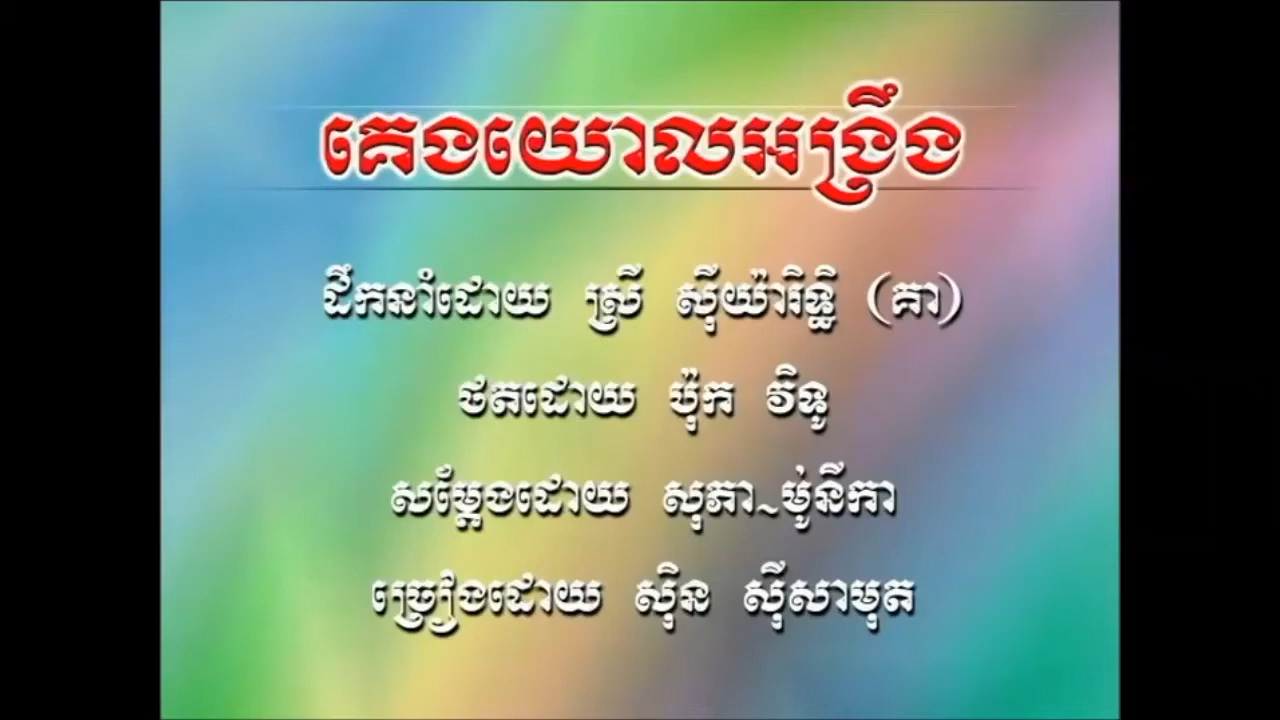 គេងយោលអង្រឹង
ដឹកនាំដោយ ស្រី ស៊ីយ៉ារិទ្ធិ (គា)
ថតដោយ ប៉ុក វិទូ
សម្តែងដោយ សុភា~ម៉ូនីកា
ច្រៀងដោយ ស៊ិន ស៊ីសាមុត